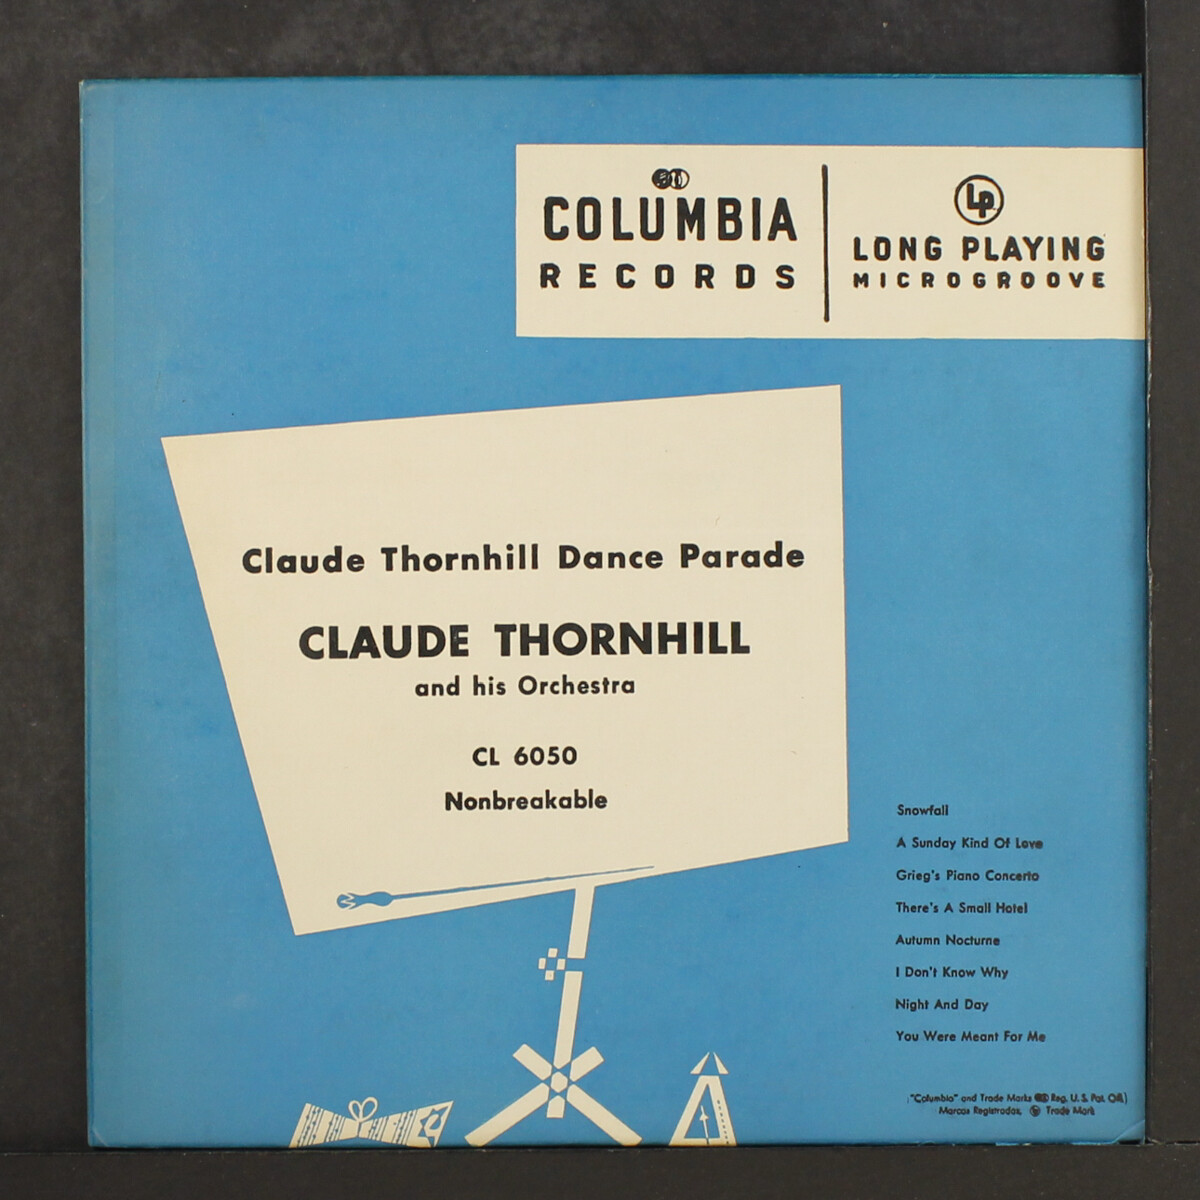 COLUMBIA
RECORDS
LP
LONG PLAYING
MICROGROOVE
Claude Thornhill Dance Parade
CLAUDE THORNHILL
and his Orchestra
CL 6050
Nonbreakable
Snowfall
A Sunday Kind Of Love
Grieg's Piano Concerto
There's A Small Hotel
Autumn Nocturne
I Don't Know Why
Night And Day
You Were Meant For Me
"Columbia" and Trade Marks Reg. U. S. Pat. Off.)
Marcas Registradas, LP Trade Mark